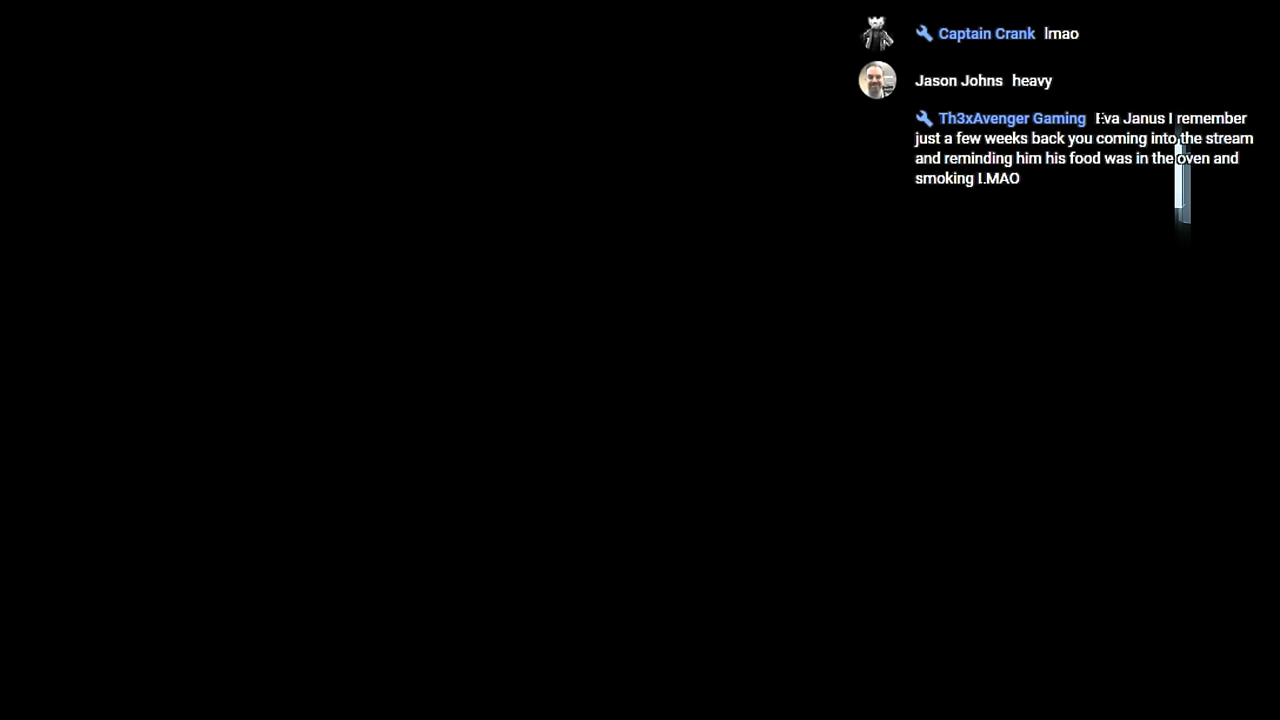 Captain Crank lmao
Jason Johns heavy
Th3xAvenger Gaming Eva Janus I remember
just a few weeks back you coming into the stream
and reminding him his food was in the oven and
smoking LMAO